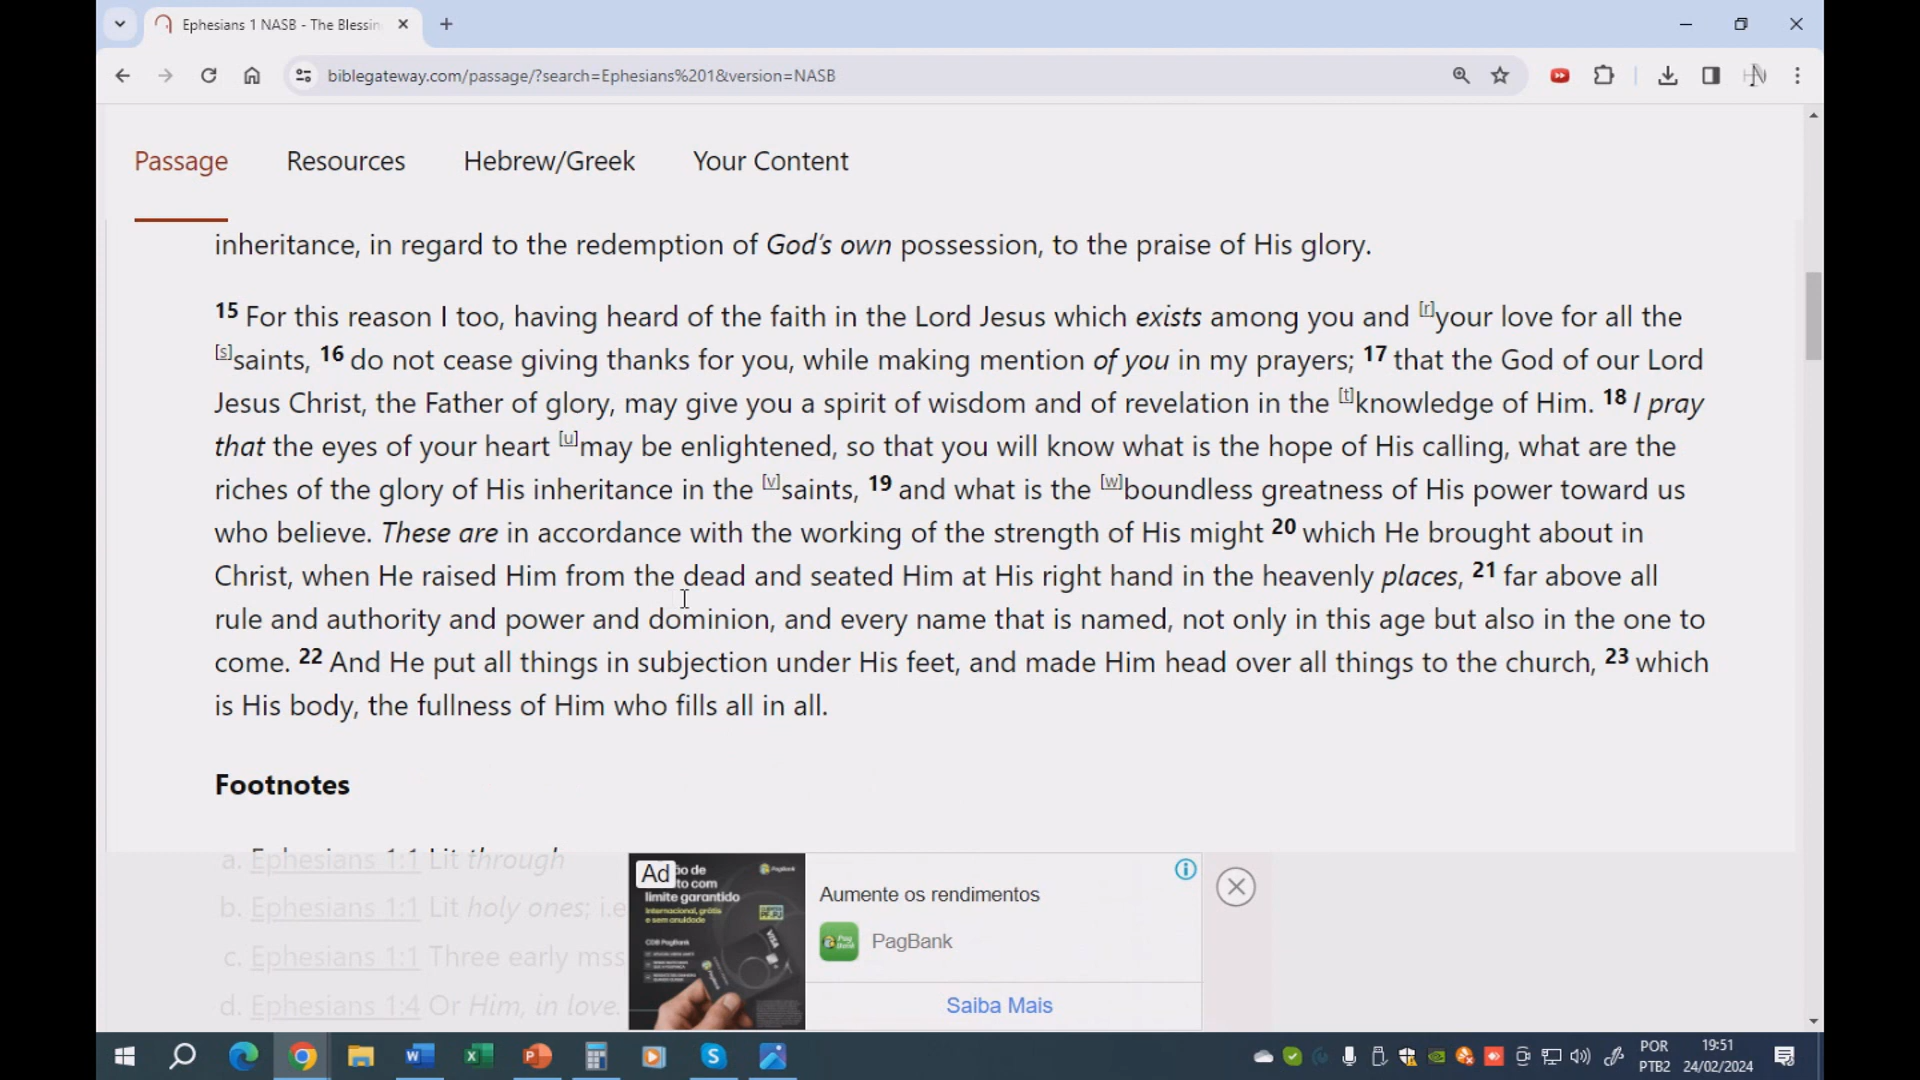 Ephesians 1 NASB - The Blessin
biblegateway.com/passage/?search=Ephesians%201&version=NASB
Passage Resources Hebrew/Greek Your Content
inheritance, in regard to the redemption of God's own possession, to the praise of His glory.
15 For this reason I too, having heard of the faith in the Lord Jesus which exists among you and [r]your love for all the
[s]saints, 16 do not cease giving thanks for you, while making mention of you in my prayers; 17 that the God of our Lord
Jesus Christ, the Father of glory, may give you a spirit of wisdom and of revelation in the [t]knowledge of Him. 18 I pray
that the eyes of your heart [u]may be enlightened, so that you will know what is the hope of His calling, what are the
riches of the glory of His inheritance in the [v]saints, 19 and what is the [w]boundless greatness of His power toward us
who believe. These are in accordance with the working of the strength of His might 20 which He brought about in
Christ, when He raised Him from the dead and seated Him at His right hand in the heavenly places, 21 far above all
rule and authority and power and dominion, and every name that is named, not only in this age but also in the one to
come. 22 And He put all things in subjection under His feet, and made Him head over all things to the church, 23 which
is His body, the fullness of Him who fills all in all.
Footnotes
a. Ephesians 1:1 Lit through
b. Ephesians 1:1 Lit holy ones; i.e
c. Ephesians 1:1 Three early mss
d. Ephesians 1:4 Or Him, in love.
Ad
o de
to com
limite garantido
Internacional, grátis
e sem anuidade
CDB PagBank
VISA
PagBank
Aumente os rendimentos
PagBank
Saiba Mais
POR
PTB2
19:51
24/02/2024